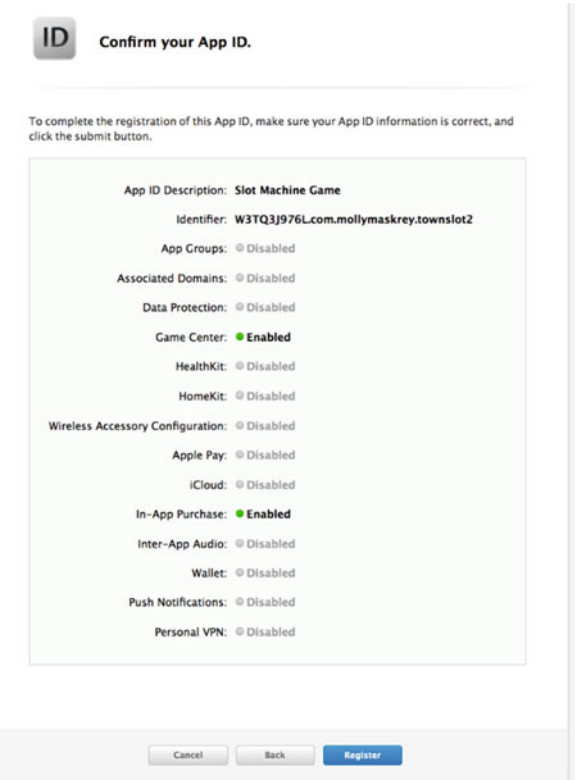 ID
Confirm your App ID.
To complete the registration of this App ID, make sure your App ID information is correct, and
click the submit button.
App ID Description: Slot Machine Game
Identifier: W3TQ3J976L.com.mollymaskrey.townslot2
App Groups: Disabled
Associated Domains: Disabled
Data Protection: Disabled
Game Center: Enabled
HealthKit: Disabled
HomeKit: Disabled
Wireless Accessory Configuration: Disabled
Apple Pay: Disabled
iCloud: Disabled
In-App Purchase: Enabled
Inter-App Audio: Disabled
Wallet: Disabled
Push Notifications: Disabled
Personal VPN: Disabled
Cancel Back Register